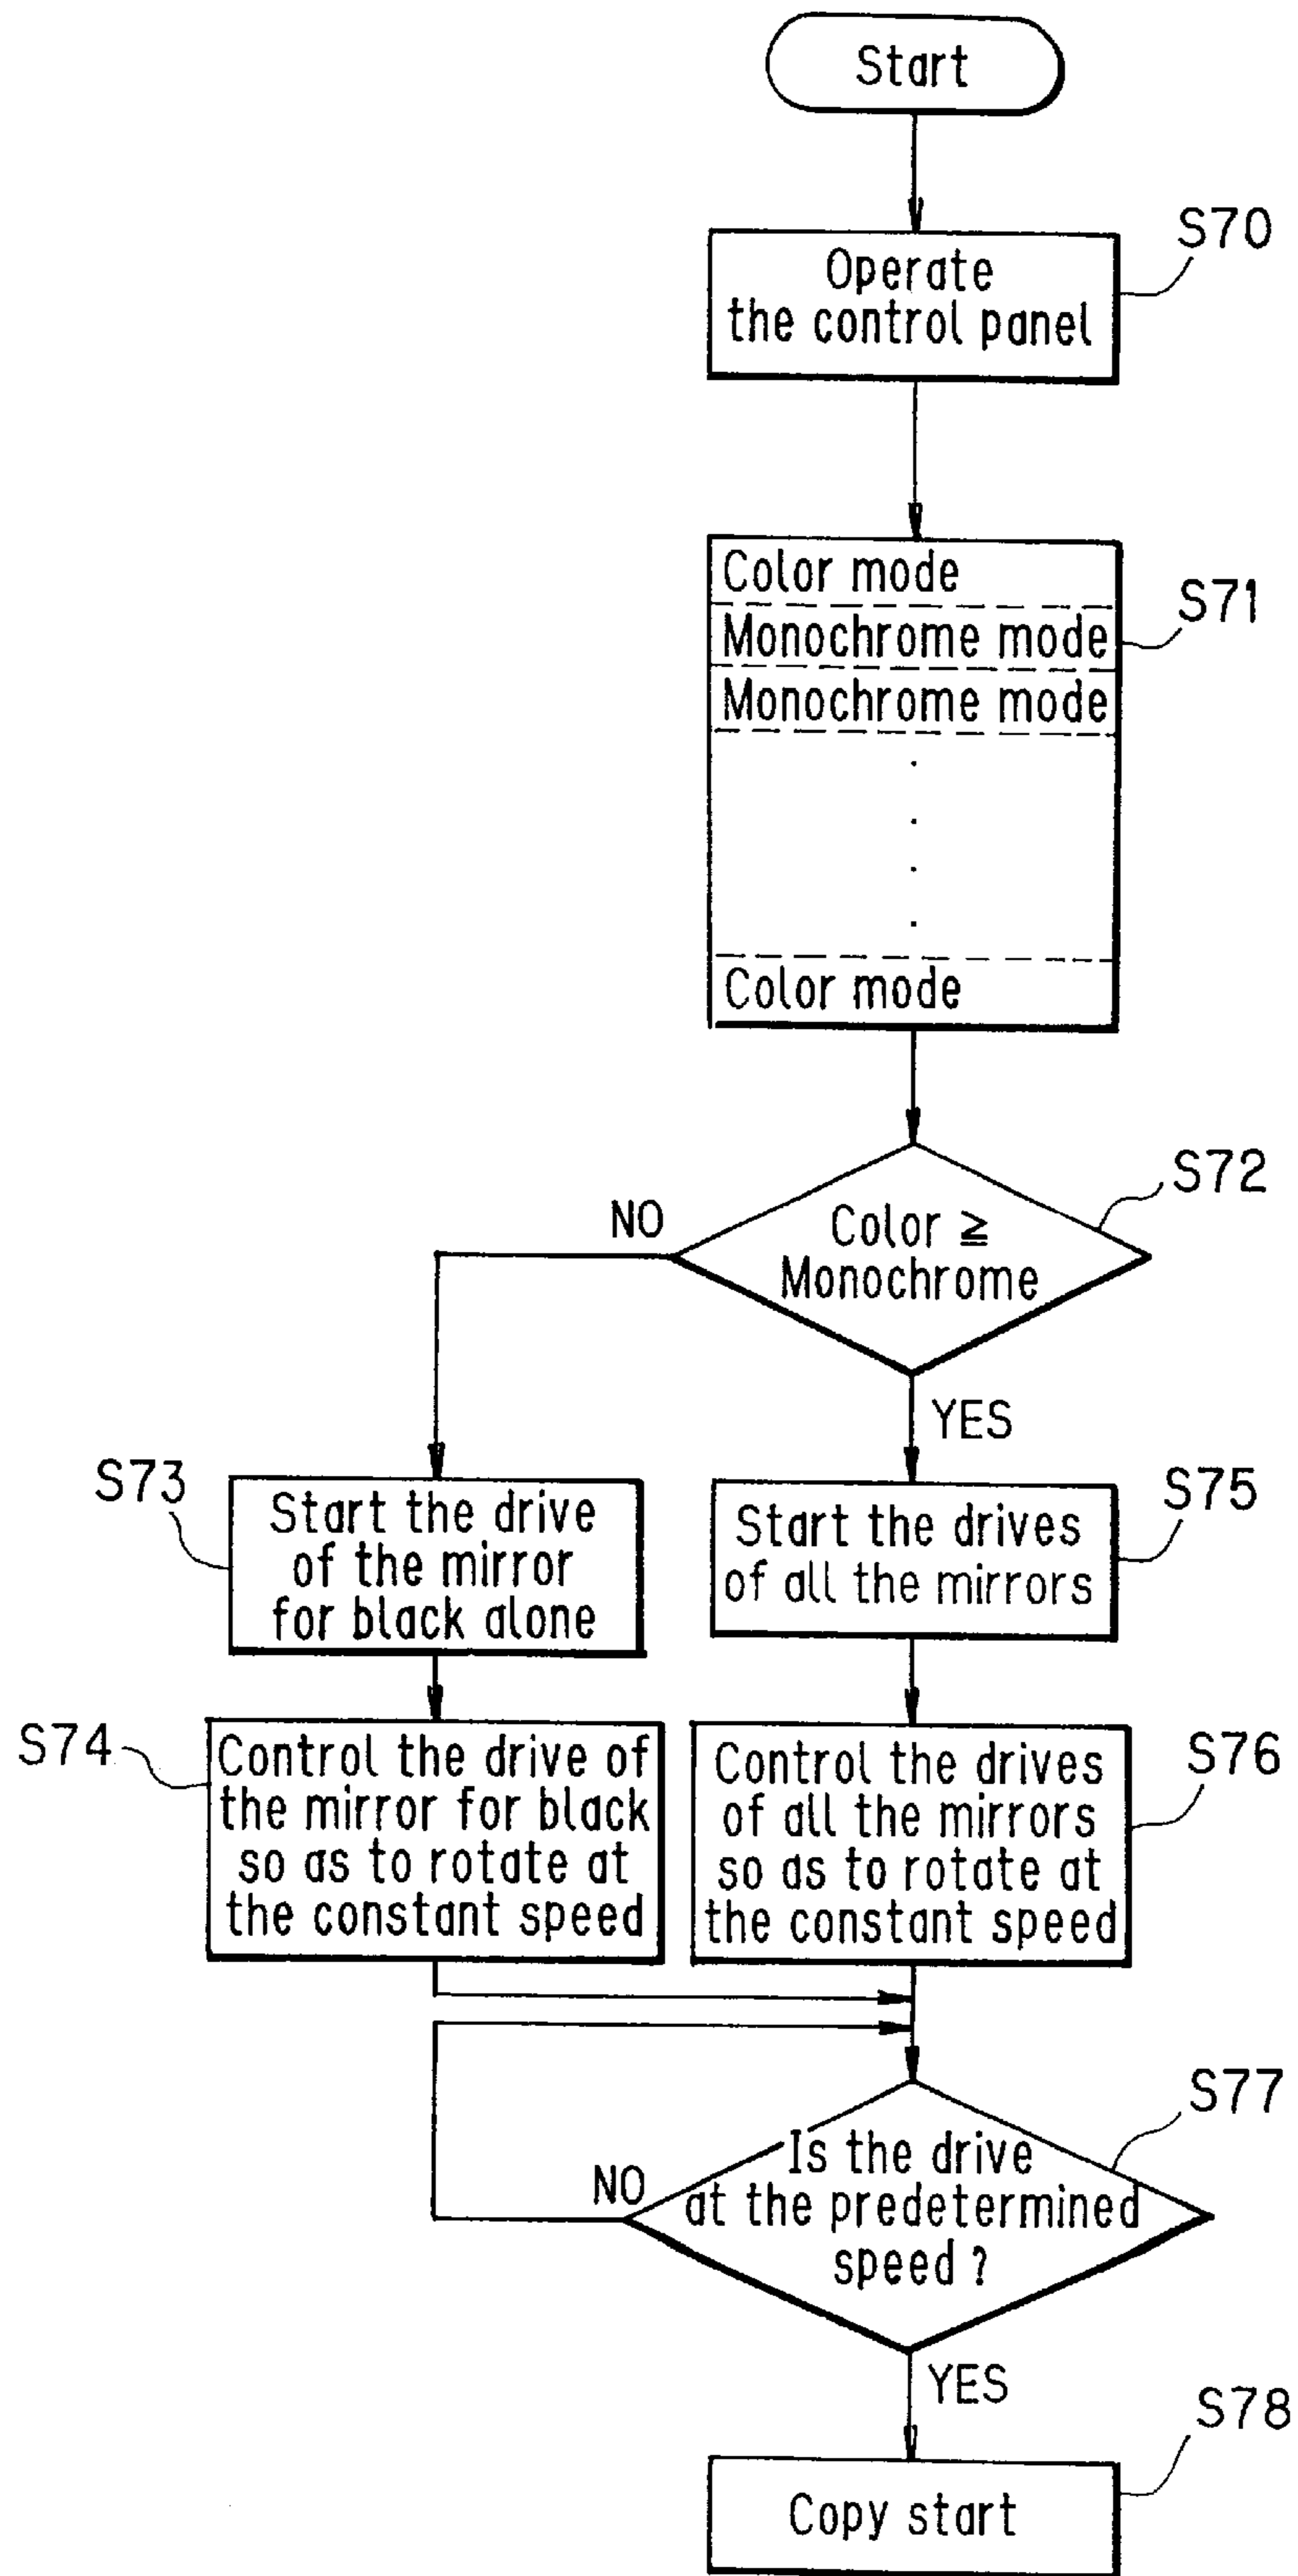 Start
S70
Operate
the control panel
Color mode
S71
Monochrome mode
Monochrome mode
Color mode
S72
NO
Color ≧
Monochrome
YES
S73
Start the drive
of the mirror
for black alone
S75
Start the drives
of all the mirrors
S74
Control the drive of
the mirror for black
so as to rotate at
the constant speed
S76
Control the drives
of all the mirrors
so as to rotate at
the constant speed
S77
NO
Is the drive
at the predetermined
speed ?
YES
S78
Copy start